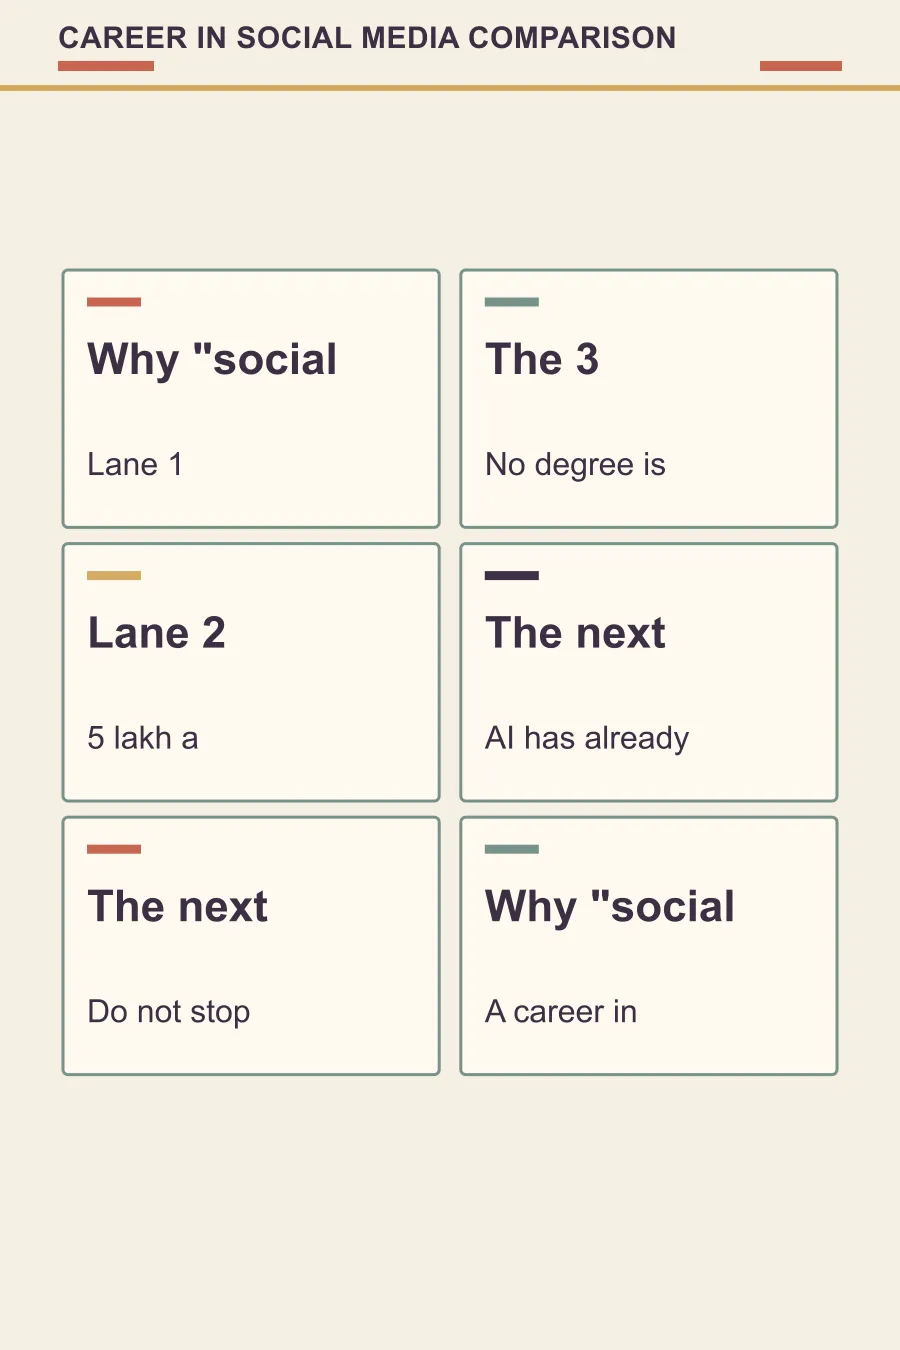 CAREER IN SOCIAL MEDIA COMPARISON
Why "social
Lane 1
The 3
No degree is
Lane 2
5 lakh a
The next
AI has already
The next
Do not stop
Why "social
A career in